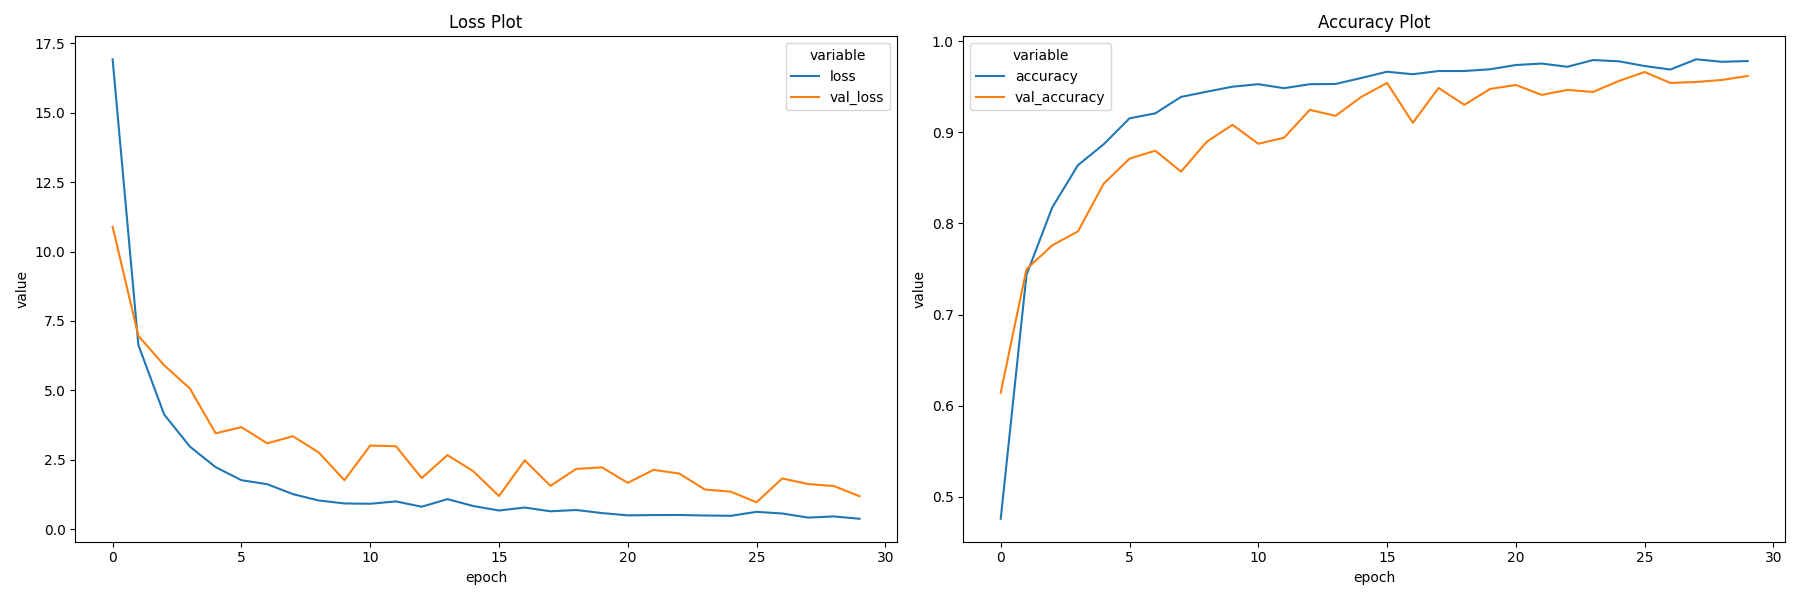 Loss Plot
17.5
15.0
12.5
10.0
7.5
5.0
2.5
0.0
value
variable
loss
val_loss
0 5 10 15 20 25 30
epoch
Accuracy Plot
1.0
0.9
0.8
0.7
0.6
0.5
value
variable
accuracy
val_accuracy
0 5 10 15 20 25 30
epoch